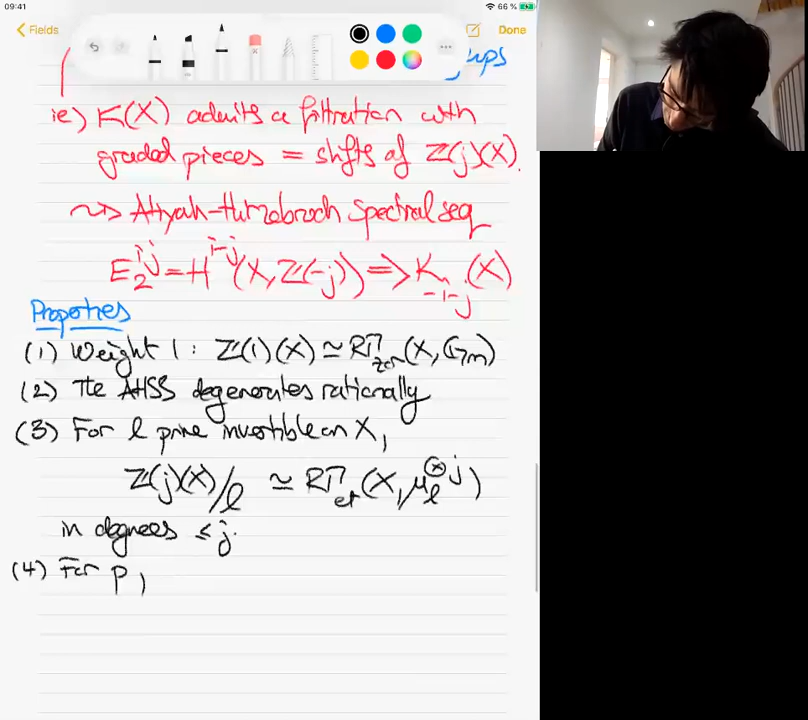 09:41
66 %
Fields
Done
ups
ie) K(X) admits a filtration with
graded pieces = shifts of Z(j)(X).
⇝ Atiyah-Hirzebruch Spectral seq
E₂^{i,j} = H^{i-j}(X, Z(-j)) ⇒ K_{-i-j}(X)
Properties
(1) Weight 1: Z(1)(X) ≃ RΓ_{zar}(X, G_m)
(2) The AHSS degenerates rationally
(3) For ℓ prime invertible on X,
Z(j)(X)/ℓ ≃ RΓ_{et}(X, μ_ℓ^{⊗j})
in degrees ≤ j
(4) For p,